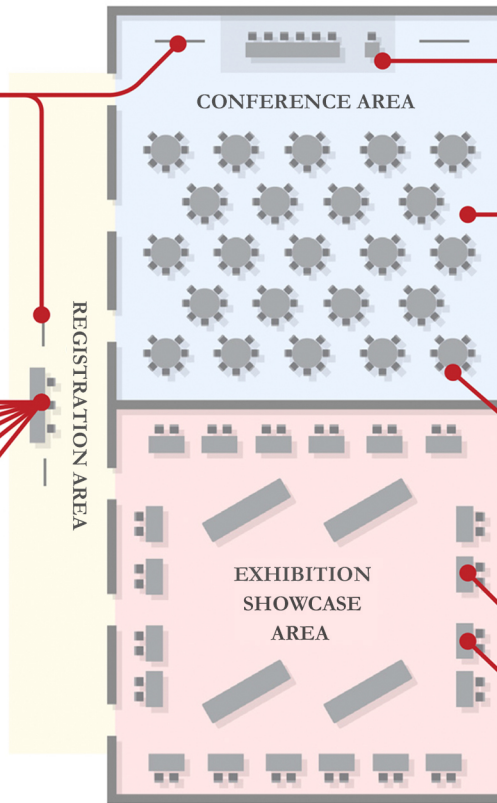 CONFERENCE AREA
REGISTRATION AREA
EXHIBITION
SHOWCASE
AREA